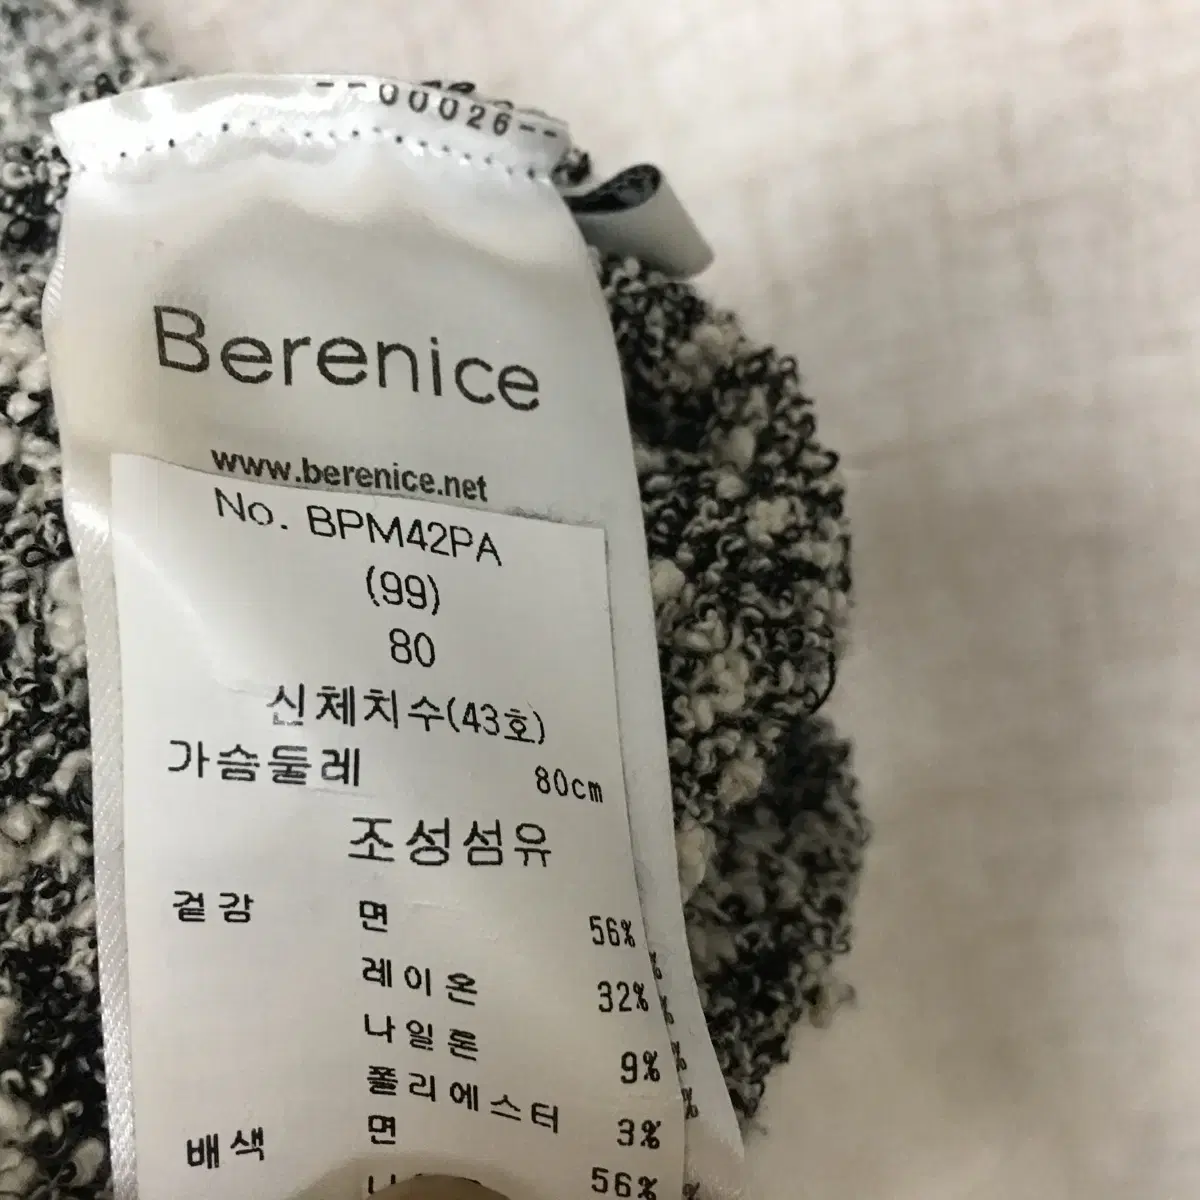 --00026--
Berenice
www.berenice.net
No. BPM42PA
(99)
80
신체치수(43호)
가슴둘레 80cm
조성섬유
겉감 면 56%
레이온 32%
나일론 9%
폴리에스터 3%
배색 면 56%